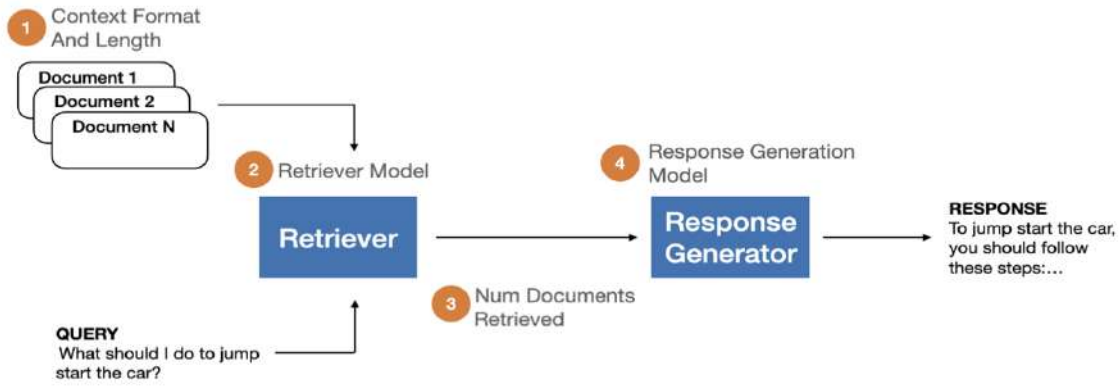 1
Context Format
And Length
Document 1
Document 2
Document N
2
Retriever Model
4
Response Generation
Model
Retriever
Response
Generator
RESPONSE
To jump start the car,
you should follow
these steps:...
3
Num Documents
Retrieved
QUERY
What should I do to jump
start the car?